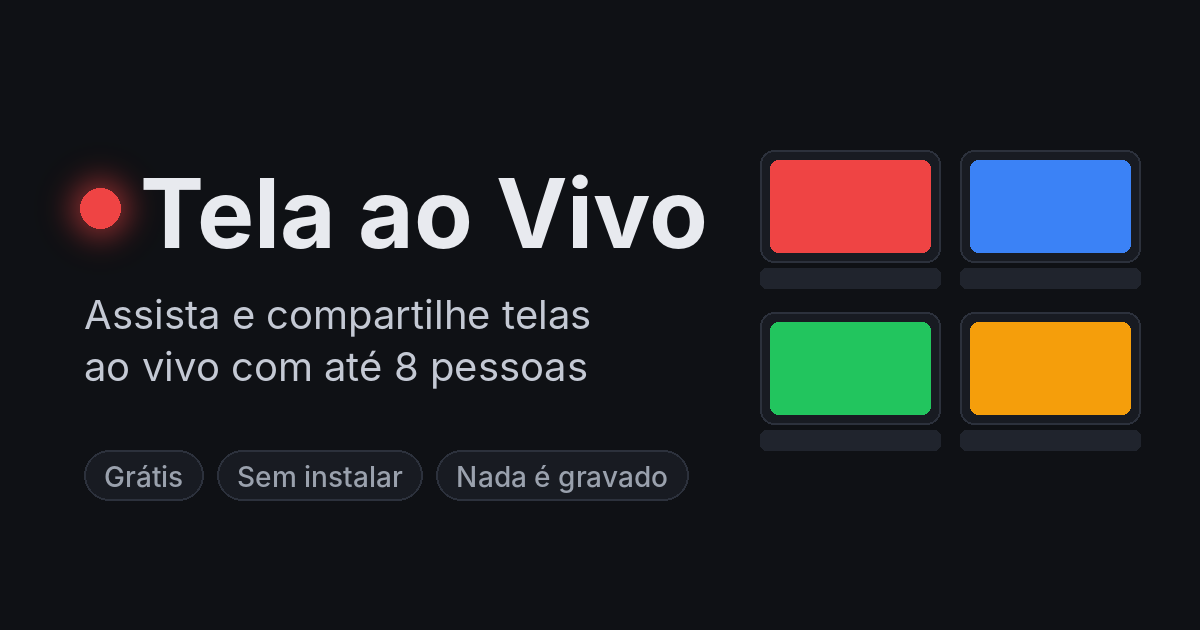 Tela ao Vivo
Assista e compartilhe telas
ao vivo com até 8 pessoas
Grátis
Sem instalar
Nada é gravado